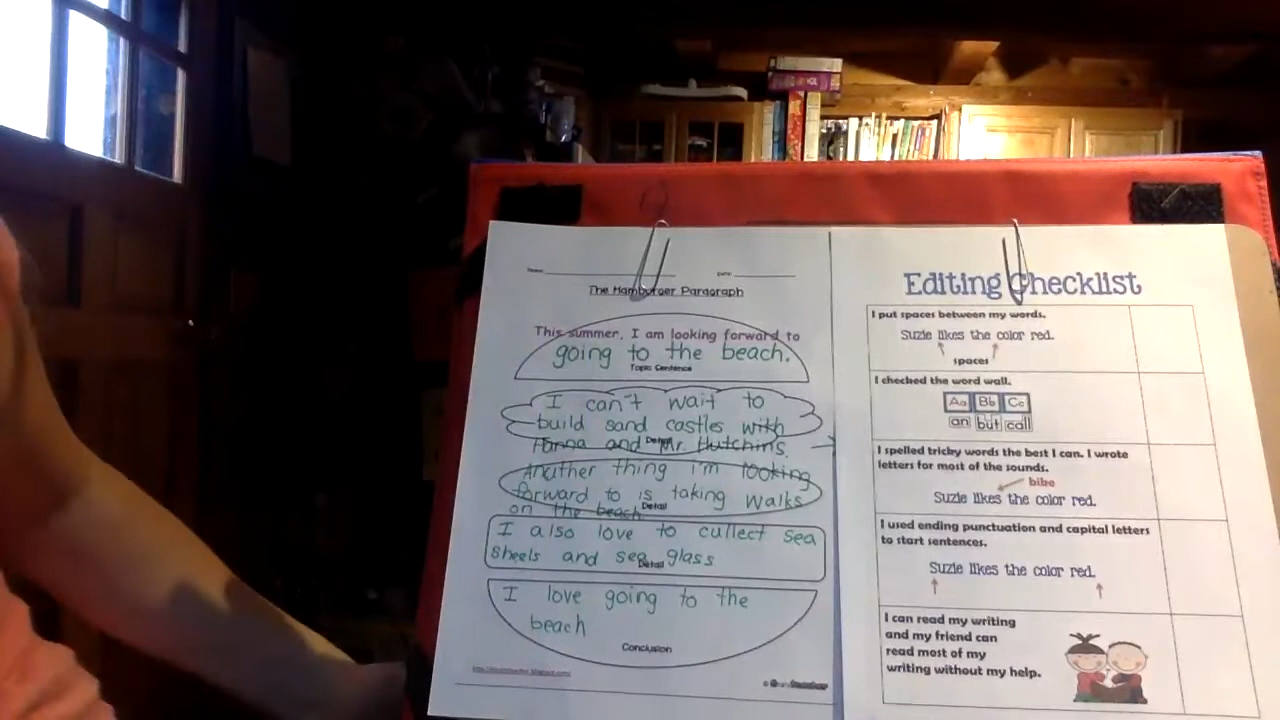 Name
Date
The Hamburger Paragraph
This summer, I am looking forward to
going to the beach.
Topic Sentence
I can't wait to
build sand castles with
and Mr. Hutchins.
Detail
Another thing i'm looking
forward to is taking walks
on the beach.
Detail
I also love to cullect sea
sheels and sea glass
Detail
I love going to the
beach
Conclusion
Editing Checklist
I put spaces between my words.
Suzie likes the color red.
spaces
I checked the word wall.
Aa Bb Cc
an but call
I spelled tricky words the best I can. I wrote
letters for most of the sounds.
bike
Suzie likes the color red.
I used ending punctuation and capital letters
to start sentences.
Suzie likes the color red.
I can read my writing
and my friend can
read most of my
writing without my help.